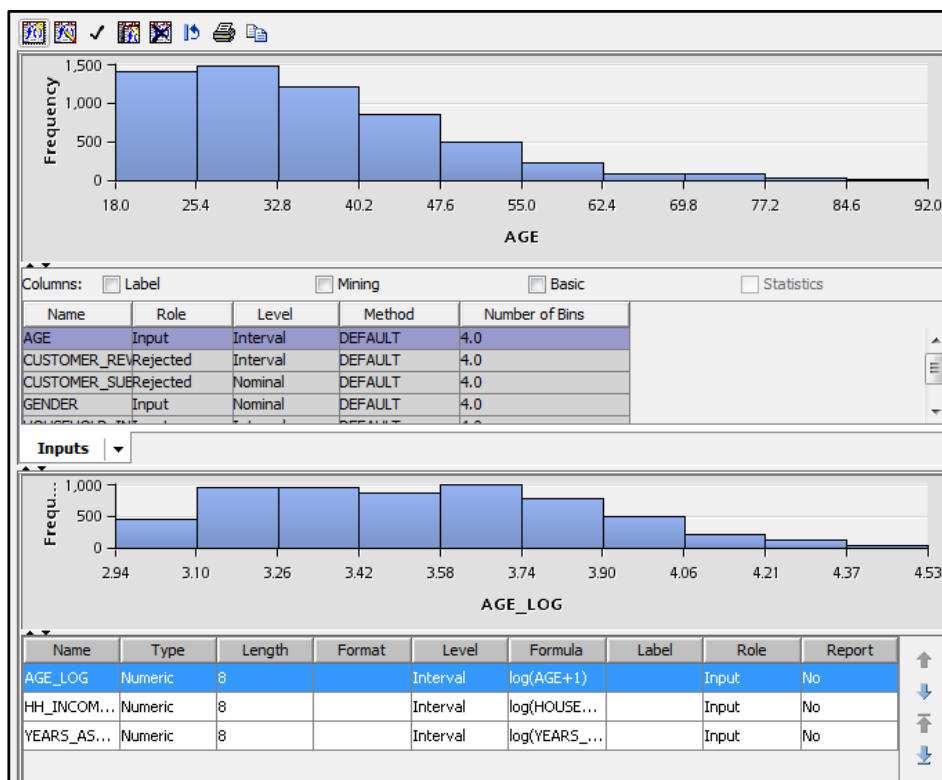 1,500
1,000
500
0
Frequency
18.0 25.4 32.8 40.2 47.6 55.0 62.4 69.8 77.2 84.6 92.0
AGE
Columns: Label Mining Basic Statistics
Name Role Level Method Number of Bins
AGE Input Interval DEFAULT 4.0
CUSTOMER_REV Rejected Interval DEFAULT 4.0
CUSTOMER_SUB Rejected Nominal DEFAULT 4.0
GENDER Input Nominal DEFAULT 4.0
Inputs
1,000
500
0
Frequ...
2.94 3.10 3.26 3.42 3.58 3.74 3.90 4.06 4.21 4.37 4.53
AGE_LOG
Name Type Length Format Level Formula Label Role Report
AGE_LOG Numeric 8 Interval log(AGE+1) Input No
HH_INCOM... Numeric 8 Interval log(HOUSE... Input No
YEARS_AS... Numeric 8 Interval log(YEARS_... Input No